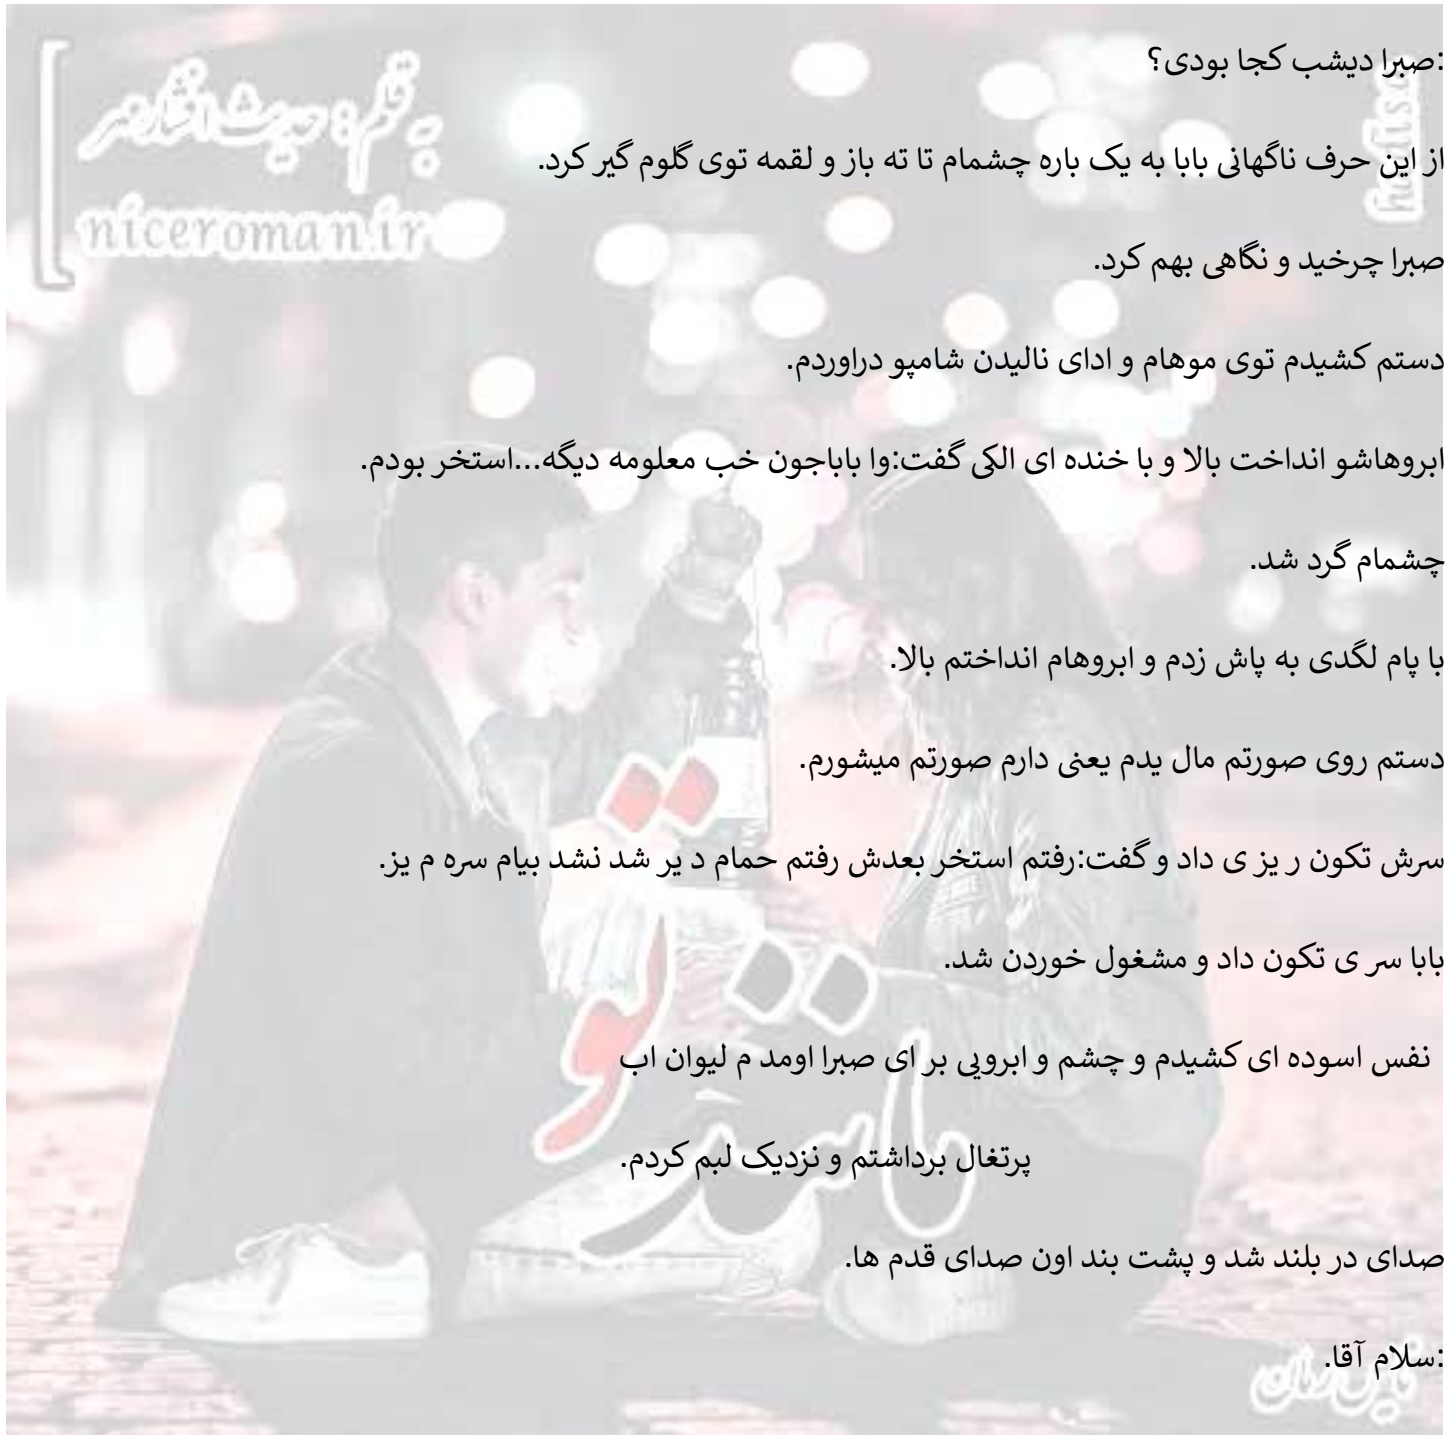 :صبرا دیشب کجا بودی؟
از این حرف ناگهانی بابا به یک باره چشمام تا ته باز و لقمه توی گلوم گیر کرد.
صبرا چرخید و نگاهی بهم کرد.
دستم کشیدم توی موهام و ادای نالیدن شامپو دراوردم.
ابروهاشو انداخت بالا و با خنده ای الکی گفت:وا باباجون خب معلومه دیگه...استخر بودم.
چشمام گرد شد.
با پام لگدی به پاش زدم و ابروهام انداختم بالا.
دستم روی صورتم مال یدم یعنی دارم صورتم میشورم.
سرش تکون ر یز ی داد و گفت:رفتم استخر بعدش رفتم حمام د یر شد نشد بیام سره م یز.
بابا سر ی تکون داد و مشغول خوردن شد.
نفس اسوده ای کشیدم و چشم و ابرویی بر ای صبرا اومد م لیوان اب
پرتغال برداشتم و نزدیک لبم کردم.
صدای در بلند شد و پشت بند اون صدای قدم ها.
:سلام آقا.
به قلم: حدیث افشارمهر
niceroman.ir
مانند تو